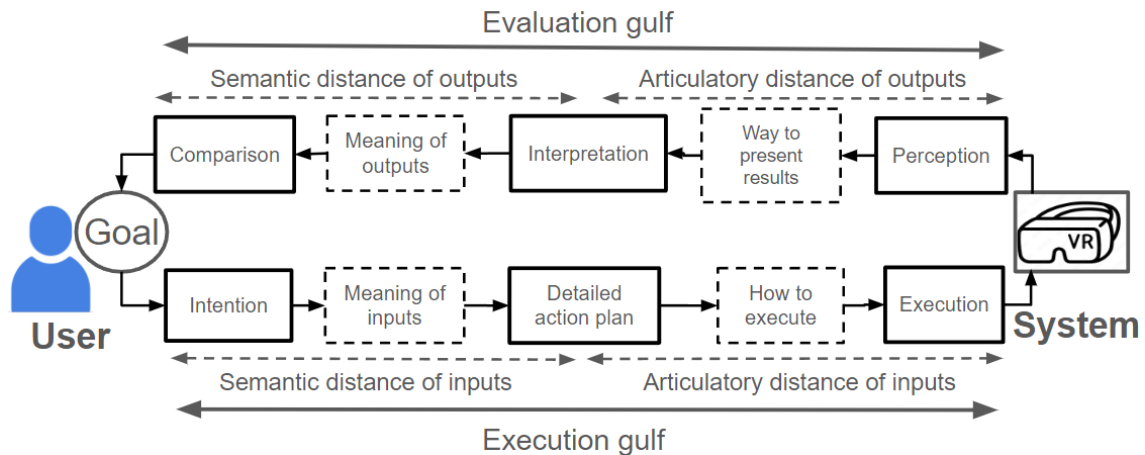 Evaluation gulf
Semantic distance of outputs
Articulatory distance of outputs
Comparison
Meaning of
outputs
Interpretation
Way to
present
results
Perception
Goal
VR
Intention
Meaning of
inputs
Detailed
action plan
How to
execute
Execution
User
System
Semantic distance of inputs
Articulatory distance of inputs
Execution gulf